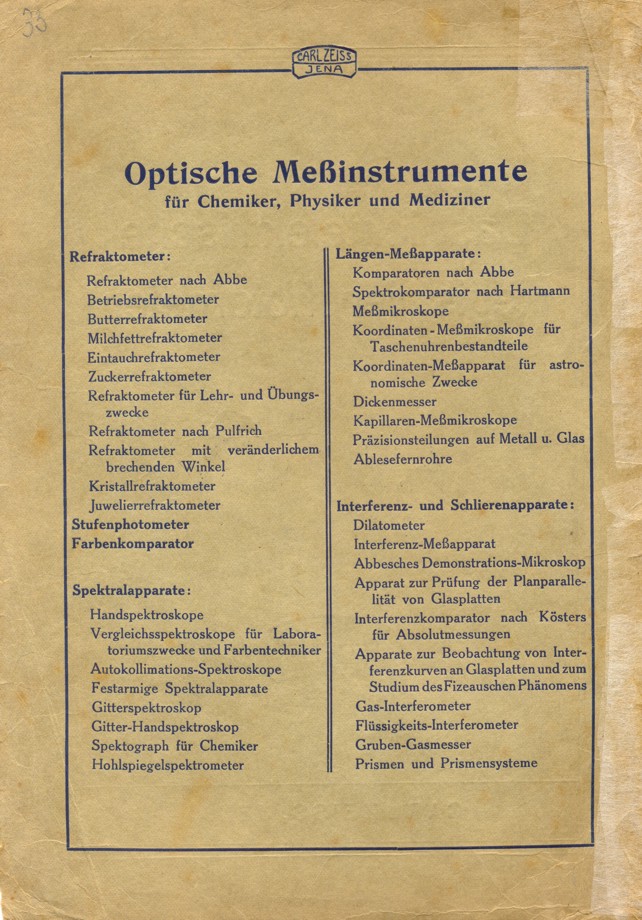 33
CARL ZEISS
JENA
Optische Meßinstrumente
für Chemiker, Physiker und Mediziner
Refraktometer:
Refraktometer nach Abbe
Betriebsrefraktometer
Butterrefraktometer
Milchfettrefraktometer
Eintauchrefraktometer
Zuckerrefraktometer
Refraktometer für Lehr- und Übungs-
zwecke
Refraktometer nach Pulfrich
Refraktometer mit veränderlichem
brechenden Winkel
Kristallrefraktometer
Juwelierrefraktometer
Stufenphotometer
Farbenkomparator
Spektralapparate:
Handspektroskope
Vergleichsspektroskope für Labora-
toriumszwecke und Farbentechniker
Autokollimations-Spektroskope
Festarmige Spektralapparate
Gitterspektroskop
Gitter-Handspektroskop
Spektograph für Chemiker
Hohlspiegelspektrometer
Längen-Meßapparate:
Komparatoren nach Abbe
Spektrokomparator nach Hartmann
Meßmikroskope
Koordinaten-Meßmikroskope für
Taschenuhrenbestandteile
Koordinaten-Meßapparat für astro-
nomische Zwecke
Dickenmesser
Kapillaren-Meßmikroskope
Präzisionsteilungen auf Metall u. Glas
Ablesefernrohre
Interferenz- und Schlierenapparate:
Dilatometer
Interferenz-Meßapparat
Abbesches Demonstrations-Mikroskop
Apparat zur Prüfung der Planparalle-
lität von Glasplatten
Interferenzkomparator nach Kösters
für Absolutmessungen
Apparate zur Beobachtung von Inter-
ferenzkurven an Glasplatten und zum
Studium des Fizeauschen Phänomens
Gas-Interferometer
Flüssigkeits-Interferometer
Gruben-Gasmesser
Prismen und Prismensysteme